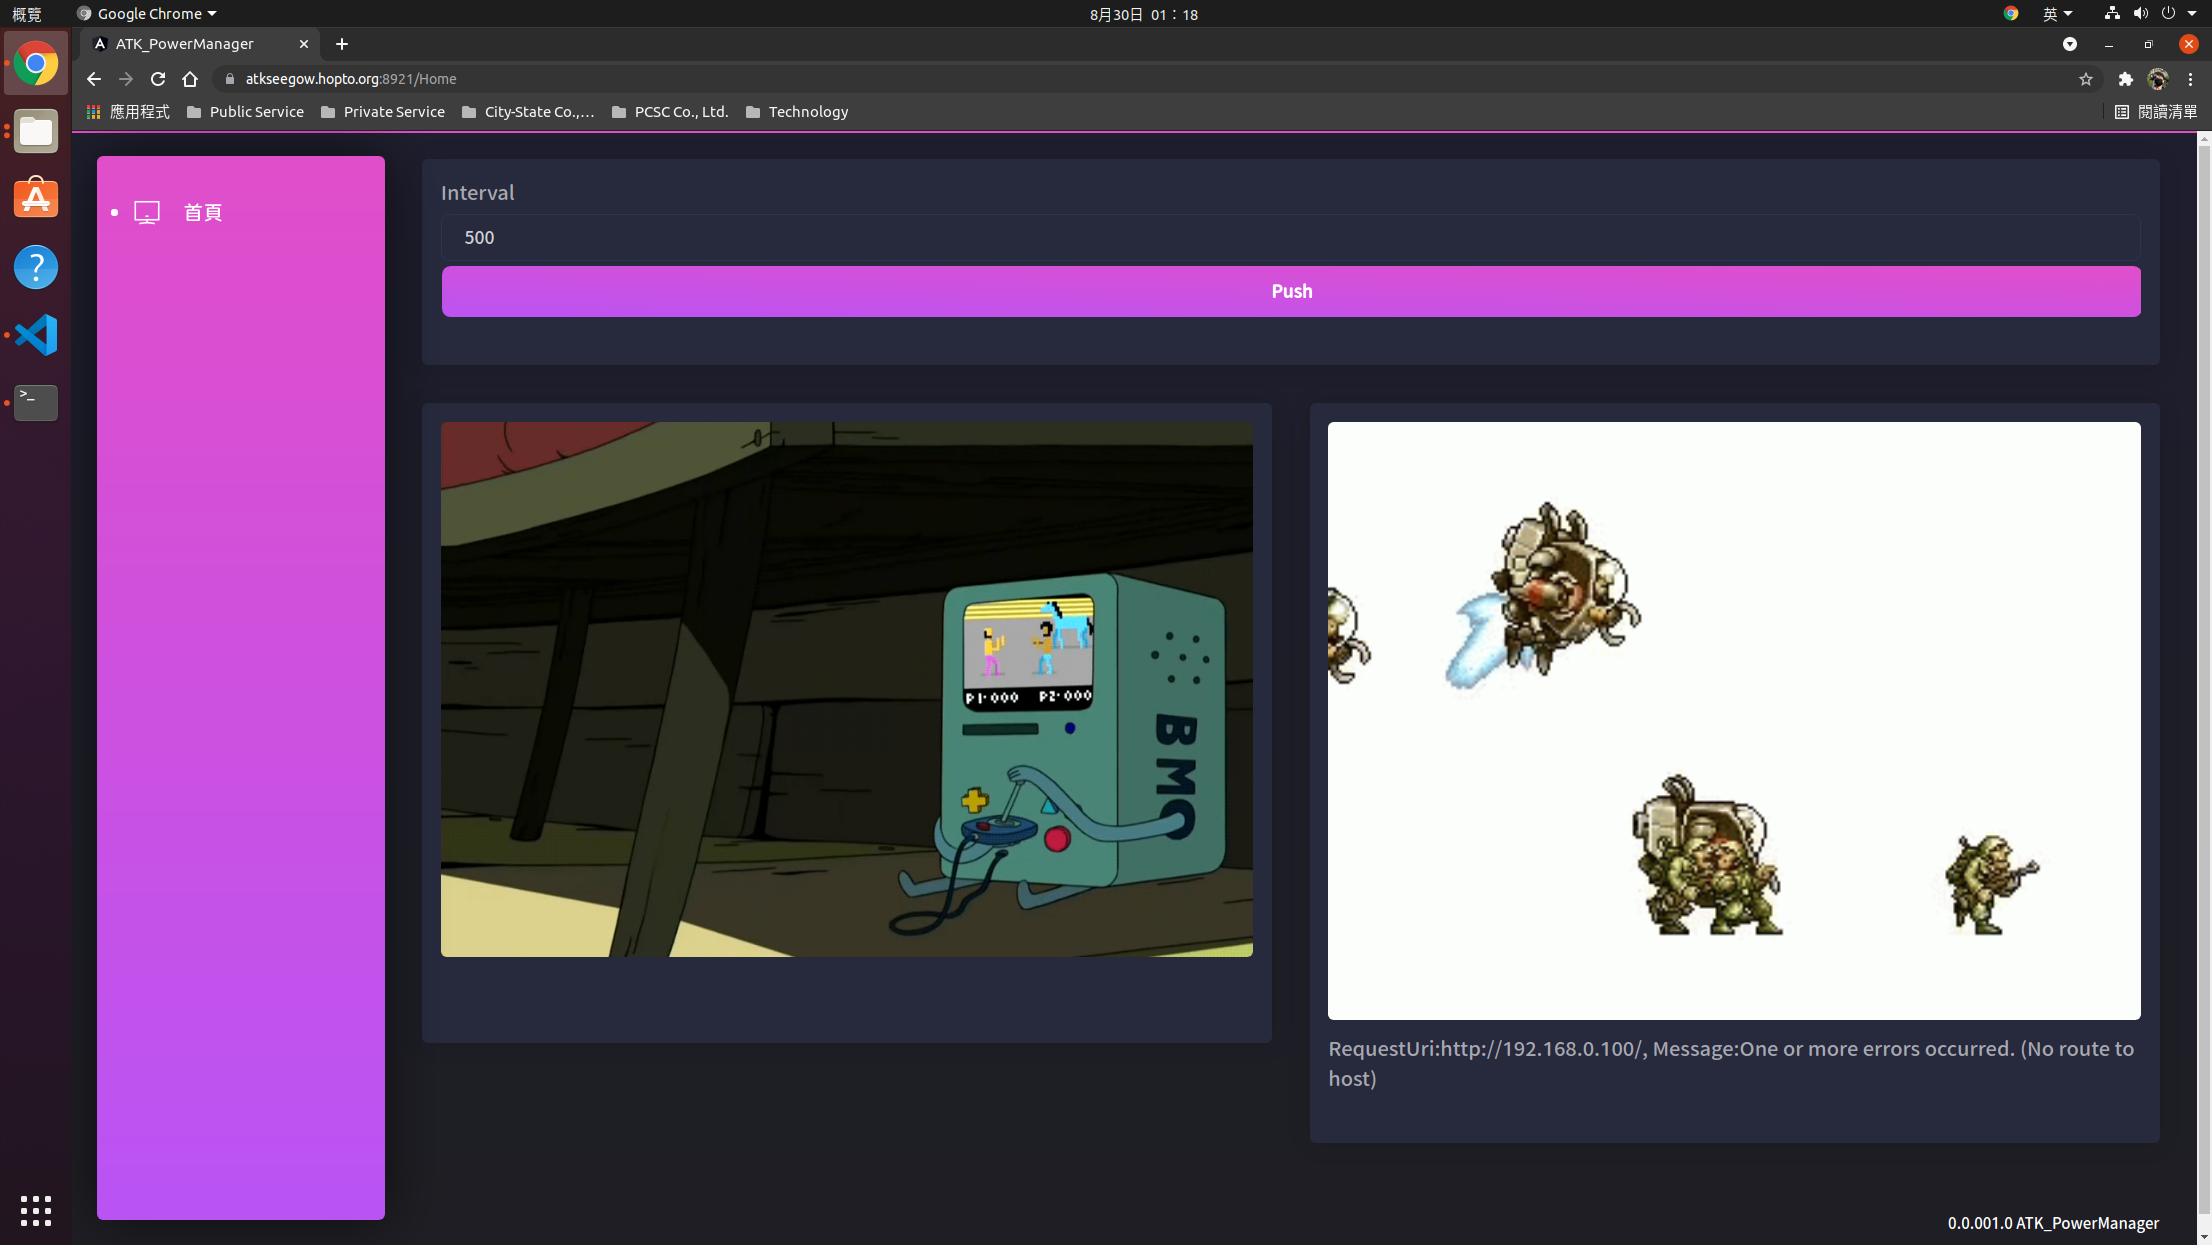 概覽 Google Chrome 8月30日 01：18 英
ATK_PowerManager
atkseegow.hopto.org:8921/Home
應用程式 Public Service Private Service City-State Co.,... PCSC Co., Ltd. Technology 閱讀清單
首頁
Interval
500
Push
P1·000 P2·000
BMO
RequestUri:http://192.168.0.100/, Message:One or more errors occurred. (No route to
host)
0.0.001.0 ATK_PowerManager